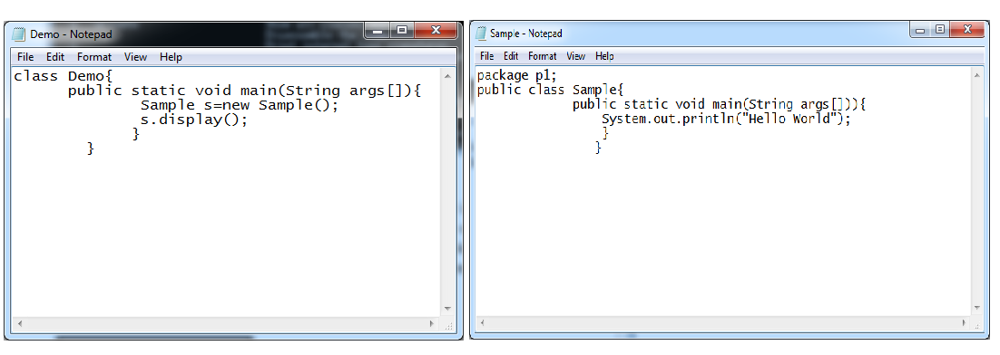 Demo - Notepad
File Edit Format View Help
class Demo{
public static void main(String args[]){
Sample s=new Sample();
s.display();
}
}
Sample - Notepad
File Edit Format View Help
package p1;
public class Sample{
public static void main(String args[])){
System.out.println("Hello World");
}
}